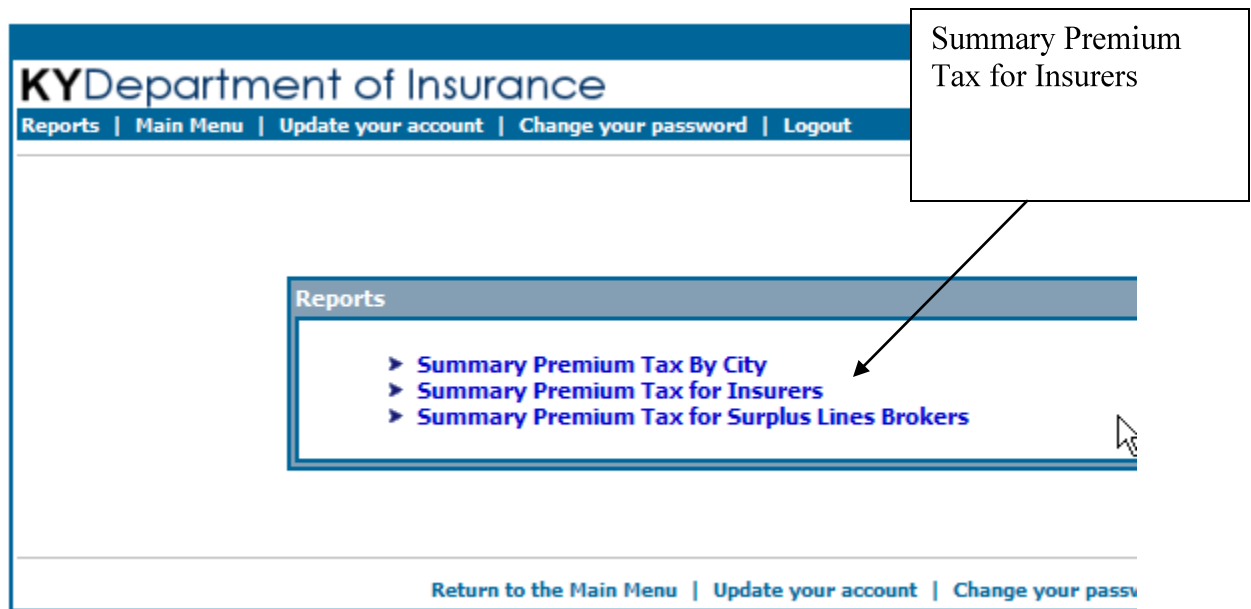 Summary Premium
Tax for Insurers
KYDepartment of Insurance
Reports | Main Menu | Update your account | Change your password | Logout
Reports
Summary Premium Tax By City
Summary Premium Tax for Insurers
Summary Premium Tax for Surplus Lines Brokers
Return to the Main Menu | Update your account | Change your